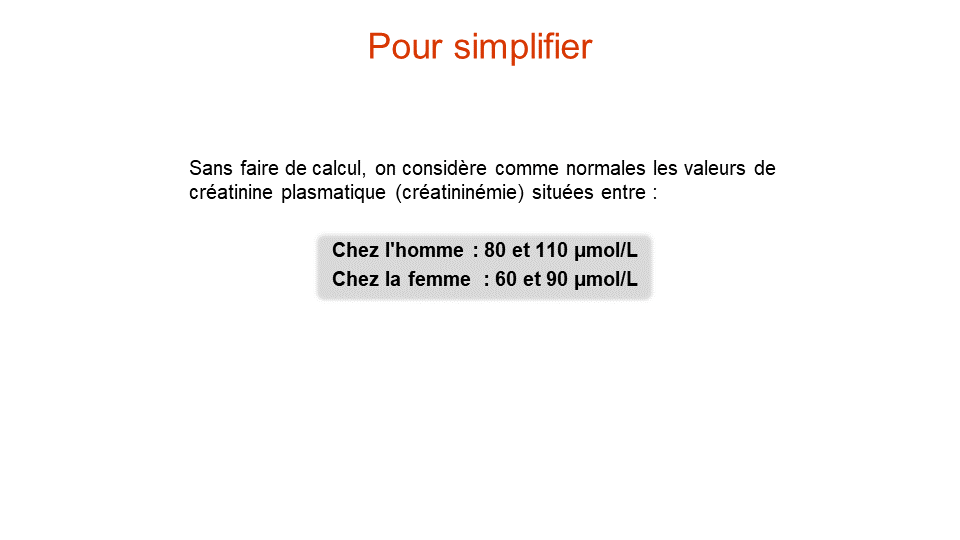 Pour simplifier
Sans faire de calcul, on considère comme normales les valeurs de
créatinine plasmatique (créatininémie) situées entre :
Chez l'homme : 80 et 110 µmol/L
Chez la femme : 60 et 90 µmol/L